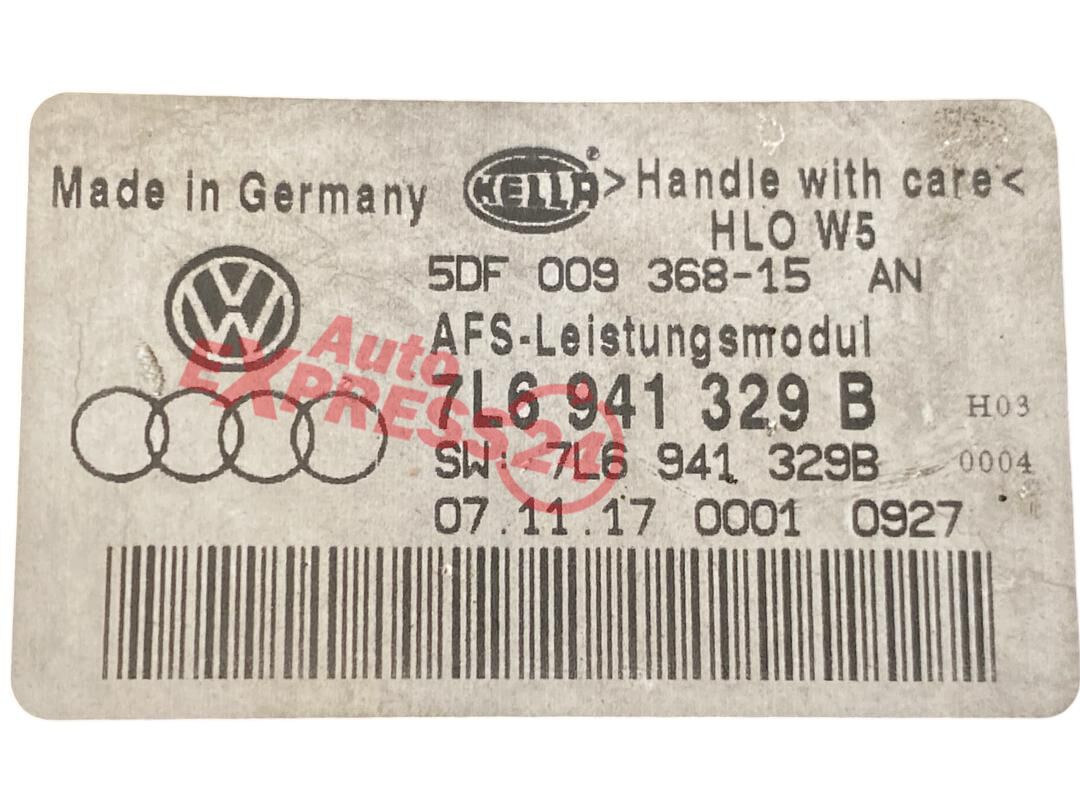 Made in Germany HELLA® >Handle with care<
HLO W5
5DF 009 368-15 AN
AFS-Leistungsmodul
7L6 941 329 B H03
SW: 7L6 941 329B 0004
07.11.17 0001 0927
VW
Auto
EXPRESS24